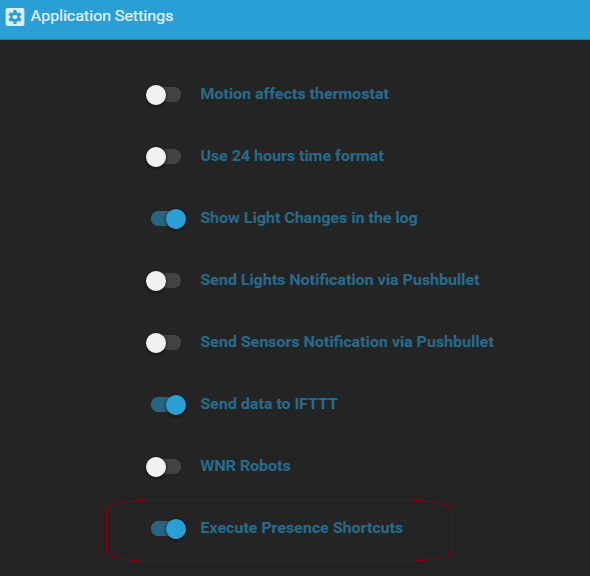 Application Settings
Motion affects thermostat
Use 24 hours time format
Show Light Changes in the log
Send Lights Notification via Pushbullet
Send Sensors Notification via Pushbullet
Send data to IFTTT
WNR Robots
Execute Presence Shortcuts